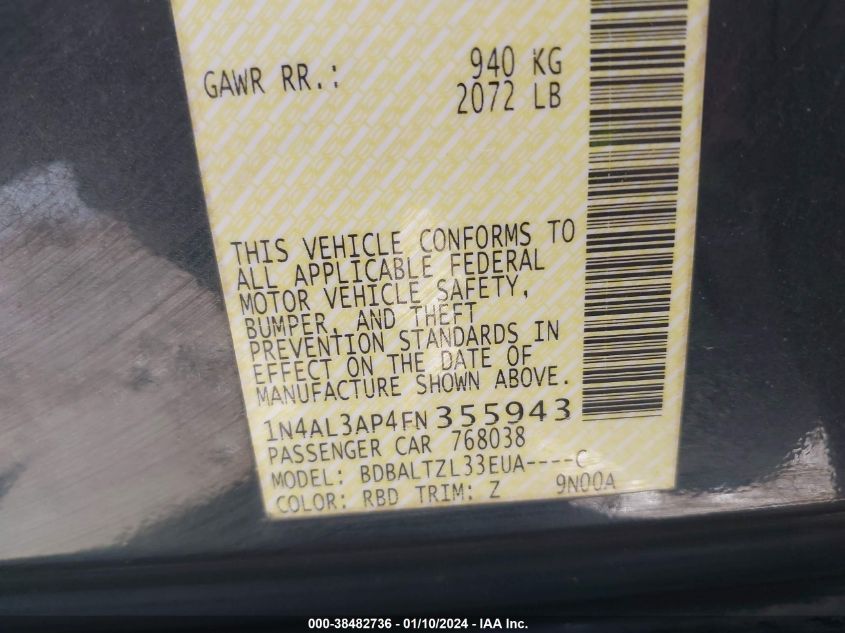 GAWR RR.: 940 KG
2072 LB
THIS VEHICLE CONFORMS TO
ALL APPLICABLE FEDERAL
MOTOR VEHICLE SAFETY,
BUMPER, AND THEFT
PREVENTION STANDARDS IN
EFFECT ON THE DATE OF
MANUFACTURE SHOWN ABOVE.
1N4AL3AP4FN355943
PASSENGER CAR 768038
MODEL: BDBALTZL33EUA----C
COLOR: RBD TRIM: Z 9N00A
000-38482736 - 01/10/2024 - IAA Inc.